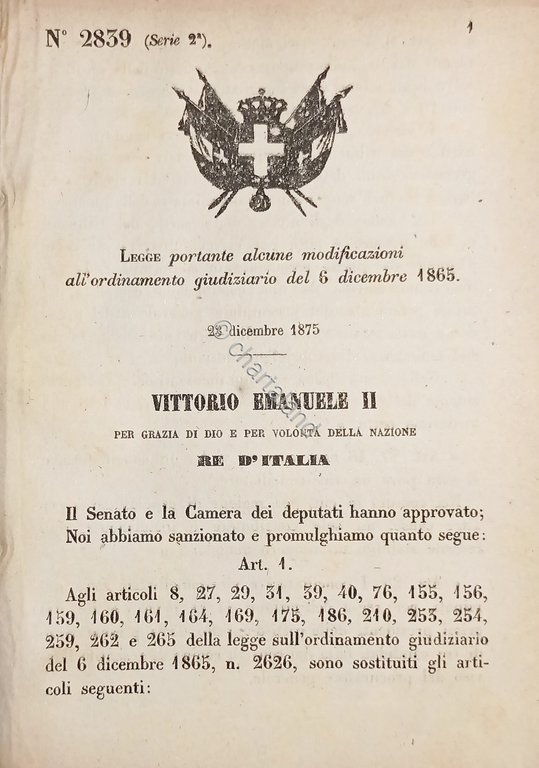 N° 2839 (Serie 2ª).
1
LEGGE portante alcune modificazioni
all'ordinamento giudiziario del 6 dicembre 1865.
23 dicembre 1875
© chartaland
VITTORIO EMANUELE II
PER GRAZIA DI DIO E PER VOLONTÀ DELLA NAZIONE
RE D'ITALIA
Il Senato e la Camera dei deputati hanno approvato;
Noi abbiamo sanzionato e promulghiamo quanto segue:
Art. 1.
Agli articoli 8, 27, 29, 31, 39, 40, 76, 155, 156,
159, 160, 161, 164, 169, 175, 186, 210, 253, 254,
259, 262 e 265 della legge sull'ordinamento giudiziario
del 6 dicembre 1865, n. 2626, sono sostituiti gli arti-
coli seguenti: